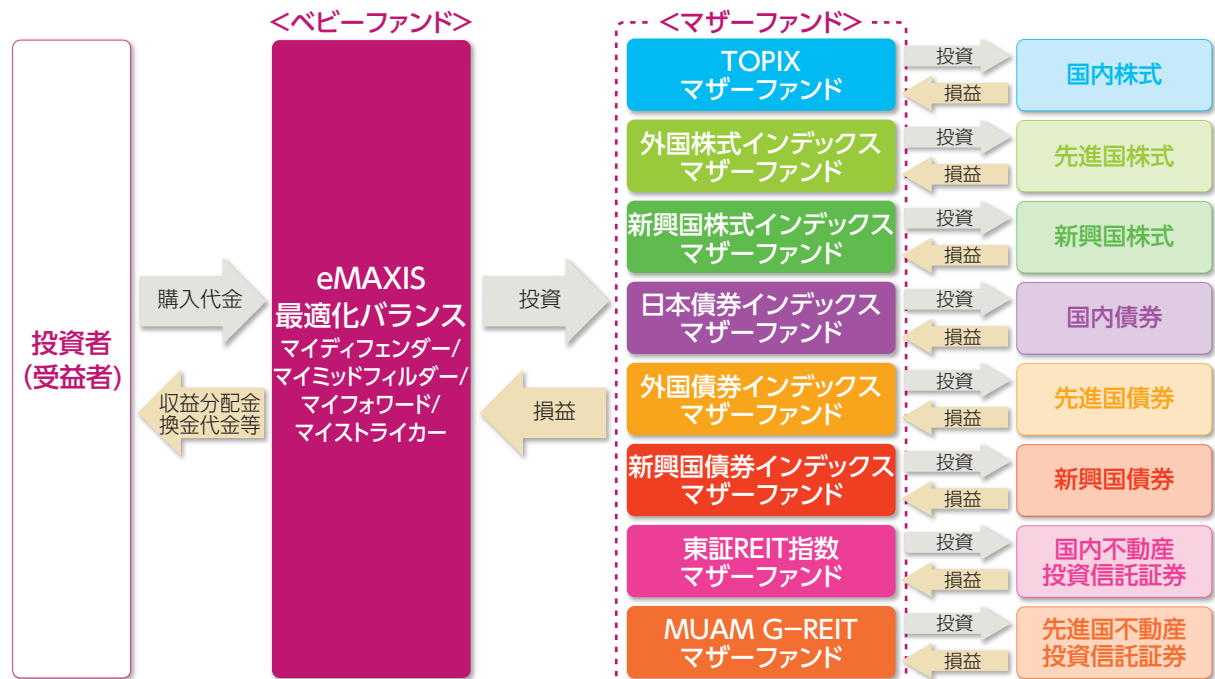 <ベビーファンド>
<マザーファンド>
投資者
(受益者)
購入代金
収益分配金
換金代金等
eMAXIS
最適化バランス
マイディフェンダー/
マイミッドフィルダー/
マイフォワード/
マイストライカー
投資
損益
TOPIX
マザーファンド
投資
損益
国内株式
外国株式インデックス
マザーファンド
投資
損益
先進国株式
新興国株式インデックス
マザーファンド
投資
損益
新興国株式
日本債券インデックス
マザーファンド
投資
損益
国内債券
外国債券インデックス
マザーファンド
投資
損益
先進国債券
新興国債券インデックス
マザーファンド
投資
損益
新興国債券
東証REIT指数
マザーファンド
投資
損益
国内不動産
投資信託証券
MUAM G−REIT
マザーファンド
投資
損益
先進国不動産
投資信託証券